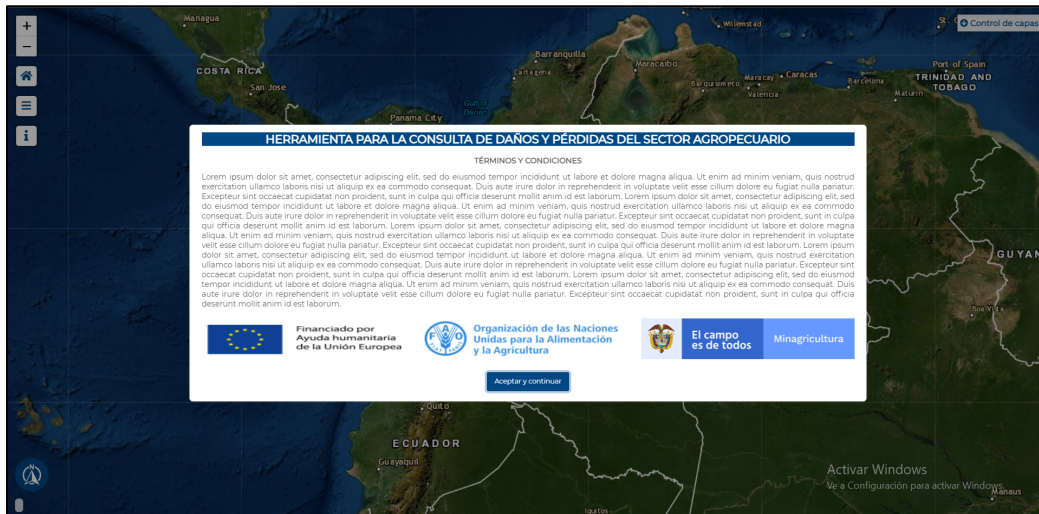 Managua
Willemstad
St. G
Control de capas
+
−
Barranquilla
Maracaibo
Port of Spain
COSTA RICA
Cartagena
Barquisimeto
Maracay
Caracas
Barcelona
TRINIDAD AND
TOBAGO
San Jose
Valencia
Maturin
Gulf of
Darien
Panama City
i
HERRAMIENTA PARA LA CONSULTA DE DAÑOS Y PÉRDIDAS DEL SECTOR AGROPECUARIO
TÉRMINOS Y CONDICIONES
Lorem ipsum dolor sit amet, consectetur adipiscing elit, sed do eiusmod tempor incididunt ut labore et dolore magna aliqua. Ut enim ad minim veniam, quis nostrud
exercitation ullamco laboris nisi ut aliquip ex ea commodo consequat. Duis aute irure dolor in reprehenderit in voluptate velit esse cillum dolore eu fugiat nulla pariatur.
Excepteur sint occaecat cupidatat non proident, sunt in culpa qui officia deserunt mollit anim id est laborum. Lorem ipsum dolor sit amet, consectetur adipiscing elit, sed
do eiusmod tempor incididunt ut labore et dolore magna aliqua. Ut enim ad minim veniam, quis nostrud exercitation ullamco laboris nisi ut aliquip ex ea commodo
consequat. Duis aute irure dolor in reprehenderit in voluptate velit esse cillum dolore eu fugiat nulla pariatur. Excepteur sint occaecat cupidatat non proident, sunt in culpa
qui officia deserunt mollit anim id est laborum. Lorem ipsum dolor sit amet, consectetur adipiscing elit, sed do eiusmod tempor incididunt ut labore et dolore magna
aliqua. Ut enim ad minim veniam, quis nostrud exercitation ullamco laboris nisi ut aliquip ex ea commodo consequat. Duis aute irure dolor in reprehenderit in voluptate
velit esse cillum dolore eu fugiat nulla pariatur. Excepteur sint occaecat cupidatat non proident, sunt in culpa qui officia deserunt mollit anim id est laborum. Lorem ipsum
dolor sit amet, consectetur adipiscing elit, sed do eiusmod tempor incididunt ut labore et dolore magna aliqua. Ut enim ad minim veniam, quis nostrud exercitation
ullamco laboris nisi ut aliquip ex ea commodo consequat. Duis aute irure dolor in reprehenderit in voluptate velit esse cillum dolore eu fugiat nulla pariatur. Excepteur sint
occaecat cupidatat non proident, sunt in culpa qui officia deserunt mollit anim id est laborum. Lorem ipsum dolor sit amet, consectetur adipiscing elit, sed do eiusmod
tempor incididunt ut labore et dolore magna aliqua. Ut enim ad minim veniam, quis nostrud exercitation ullamco laboris nisi ut aliquip ex ea commodo consequat. Duis
aute irure dolor in reprehenderit in voluptate velit esse cillum dolore eu fugiat nulla pariatur. Excepteur sint occaecat cupidatat non proident, sunt in culpa qui officia
deserunt mollit anim id est laborum.
GUYAN
Boa Vista
Financiado por
Ayuda humanitaria
de la Unión Europea
FAO
Organización de las Naciones
Unidas para la Alimentación
y la Agricultura
El campo
es de todos
Minagricultura
Aceptar y continuar
Quito
ECUADOR
Guayaquil
Activar Windows
Ve a Configuración para activar Windows.
Manaus
Iquitos